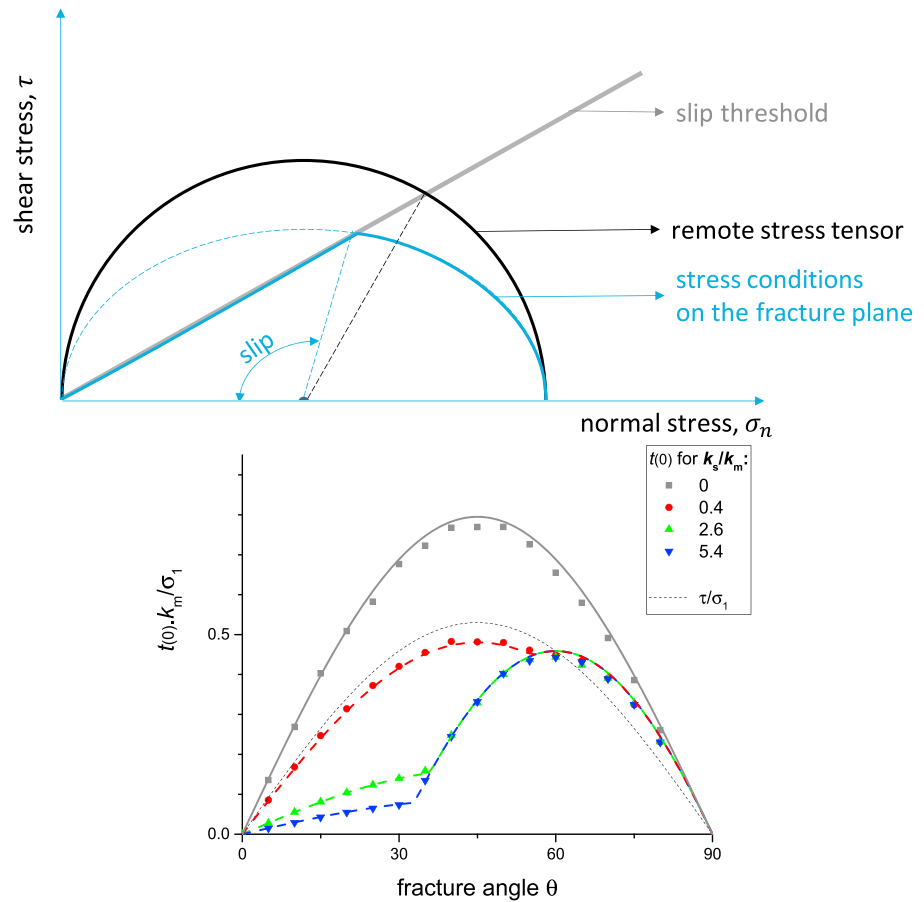 shear stress, τ
slip threshold
remote stress tensor
stress conditions
on the fracture plane
slip
normal stress, σn
t(0) for ks/km:
0
0.4
2.6
5.4
τ/σ1
t(0).km/σ1
0.5
0.0
0 30 60 90
fracture angle θ